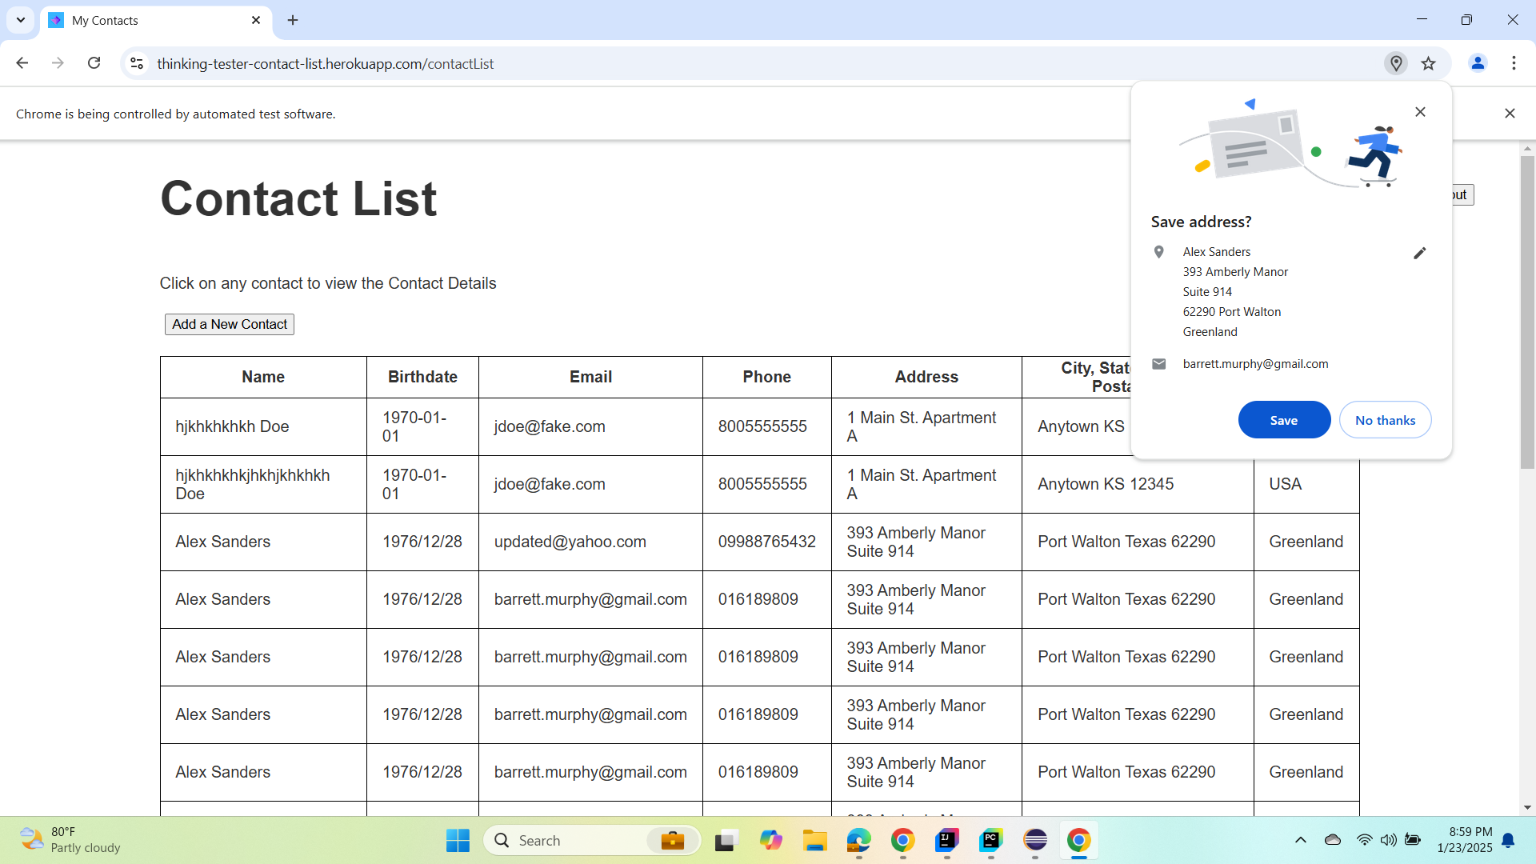 My Contacts
thinking-tester-contact-list.herokuapp.com/contactList
Chrome is being controlled by automated test software.
Save address?
Alex Sanders
393 Amberly Manor
Suite 914
62290 Port Walton
Greenland
barrett.murphy@gmail.com
Save No thanks
Contact List
Click on any contact to view the Contact Details
Add a New Contact
Name Birthdate Email Phone Address City,
hjkhkhkhkh Doe 1970-01-01 jdoe@fake.com 8005555555 1 Main St. Apartment A Anytown KS
hjkhkhkhkjhkhjkhkhkh Doe 1970-01-01 jdoe@fake.com 8005555555 1 Main St. Apartment A Anytown KS 12345 USA
Alex Sanders 1976/12/28 updated@yahoo.com 09988765432 393 Amberly Manor Suite 914 Port Walton Texas 62290 Greenland
Alex Sanders 1976/12/28 barrett.murphy@gmail.com 016189809 393 Amberly Manor Suite 914 Port Walton Texas 62290 Greenland
Alex Sanders 1976/12/28 barrett.murphy@gmail.com 016189809 393 Amberly Manor Suite 914 Port Walton Texas 62290 Greenland
Alex Sanders 1976/12/28 barrett.murphy@gmail.com 016189809 393 Amberly Manor Suite 914 Port Walton Texas 62290 Greenland
Alex Sanders 1976/12/28 barrett.murphy@gmail.com 016189809 393 Amberly Manor Suite 914 Port Walton Texas 62290 Greenland
80°F
Partly cloudy
Search
8:59 PM
1/23/2025